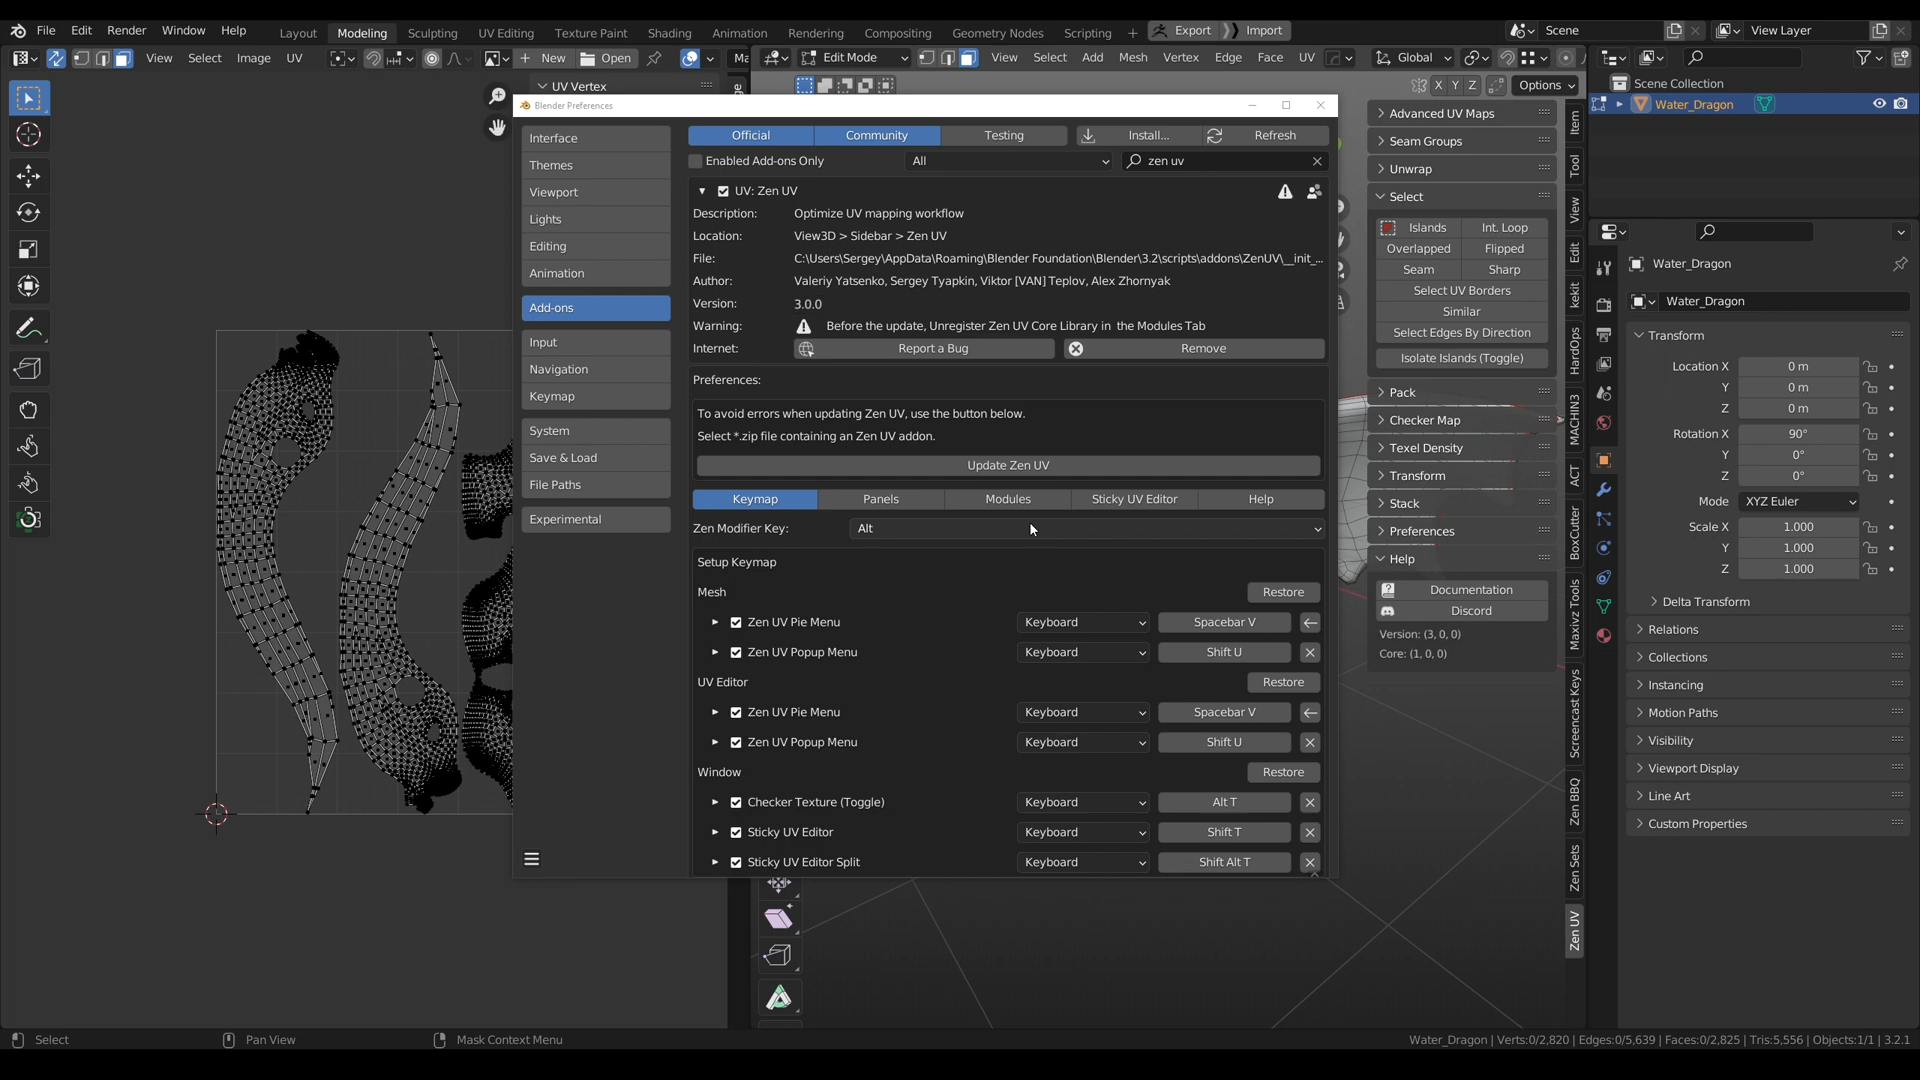 File Edit Render Window Help Layout Modeling Sculpting UV Editing Texture Paint Shading Animation Rendering Compositing Geometry Nodes Scripting + Export Import Scene View Layer
View Select Image UV New Open Edit Mode View Select Add Mesh Vertex Edge Face UV Global
UV Vertex
X Y Z Options
Scene Collection
Water_Dragon
Blender Preferences
Interface
Themes
Viewport
Lights
Editing
Animation
Add-ons
Input
Navigation
Keymap
System
Save & Load
File Paths
Experimental
Official Community Testing Install... Refresh
Enabled Add-ons Only All zen uv
UV: Zen UV
Description: Optimize UV mapping workflow
Location: View3D > Sidebar > Zen UV
File: C:\Users\Sergey\AppData\Roaming\Blender Foundation\Blender\3.2\scripts\addons\ZenUV\__init_...
Author: Valeriy Yatsenko, Sergey Tyapkin, Viktor [VAN] Teplov, Alex Zhornyak
Version: 3.0.0
Warning: Before the update, Unregister Zen UV Core Library in the Modules Tab
Internet: Report a Bug Remove
Preferences:
To avoid errors when updating Zen UV, use the button below.
Select *.zip file containing an Zen UV addon.
Update Zen UV
Keymap Panels Modules Sticky UV Editor Help
Zen Modifier Key: Alt
Setup Keymap
Mesh Restore
Zen UV Pie Menu Keyboard Spacebar V
Zen UV Popup Menu Keyboard Shift U
UV Editor Restore
Zen UV Pie Menu Keyboard Spacebar V
Zen UV Popup Menu Keyboard Shift U
Window Restore
Checker Texture (Toggle) Keyboard Alt T
Sticky UV Editor Keyboard Shift T
Sticky UV Editor Split Keyboard Shift Alt T
Advanced UV Maps
Seam Groups
Unwrap
Select
Islands Int. Loop
Overlapped Flipped
Seam Sharp
Select UV Borders
Similar
Select Edges By Direction
Isolate Islands (Toggle)
Pack
Checker Map
Texel Density
Transform
Stack
Preferences
Help
Documentation
Discord
Version: (3, 0, 0)
Core: (1, 0, 0)
Item
Tool
View
Edit
kekit
HardOps
MACHIN3
ACT
BoxCutter
Maxivz Tools
Screencast Keys
Zen BBQ
Zen Sets
Zen UV
Water_Dragon
Water_Dragon
Transform
Location X 0 m
Y 0 m
Z 0 m
Rotation X 90°
Y 0°
Z 0°
Mode XYZ Euler
Scale X 1.000
Y 1.000
Z 1.000
Delta Transform
Relations
Collections
Instancing
Motion Paths
Visibility
Viewport Display
Line Art
Custom Properties
Select Pan View Mask Context Menu Water_Dragon | Verts:0/2,820 | Edges:0/5,639 | Faces:0/2,825 | Tris:5,556 | Objects:1/1 | 3.2.1